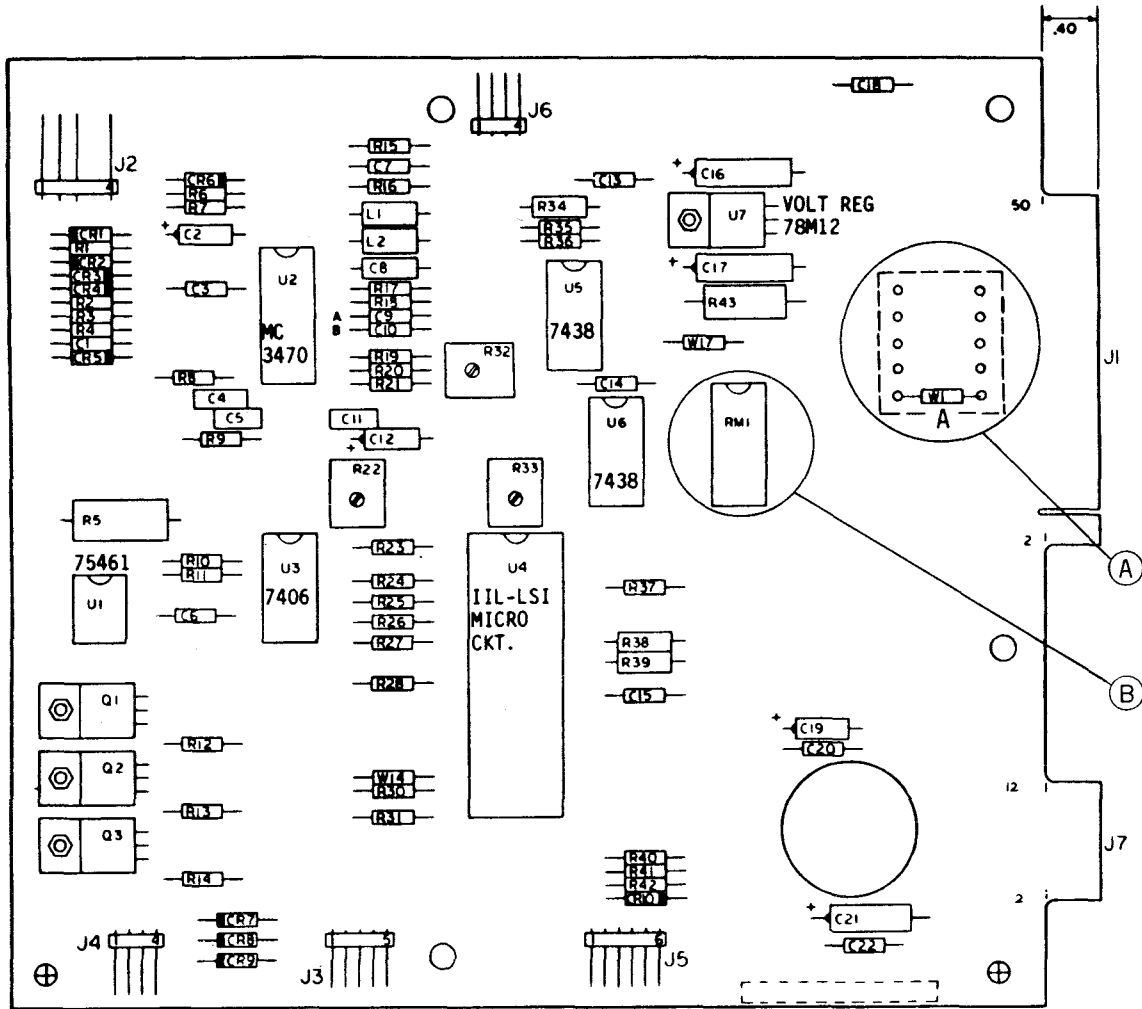 .40
C18
J6
4
R15
J2
4
C7
CR6
R16
R6
R7
C13
+
C16
R34
U7
VOLT REG
78M12
50
L1
+
C2
R35
R36
CR1
R1
L2
CR2
CR3
CR4
R2
R3
R4
C1
CR5
C3
U2
MC
3470
C8
R17
R18
A
C9
B
C10
R19
R20
R21
U5
7438
+
C17
R43
W17
J1
R32
R8
C4
C5
R9
C11
+
C12
C14
U6
7438
RM1
W1
A
R22
R33
R5
75461
U1
R10
R11
C6
U3
7406
R23
R24
R25
R26
R27
R28
U4
IIL-LSI
MICRO
CKT.
2
A
R37
R38
R39
C15
B
Q1
R12
Q2
W14
R30
R13
R31
Q3
R14
+
C19
C20
12
J7
2
R40
R41
R42
CR10
+
C21
C22
CR7
CR8
CR9
J4
4
J3
5
J5
6